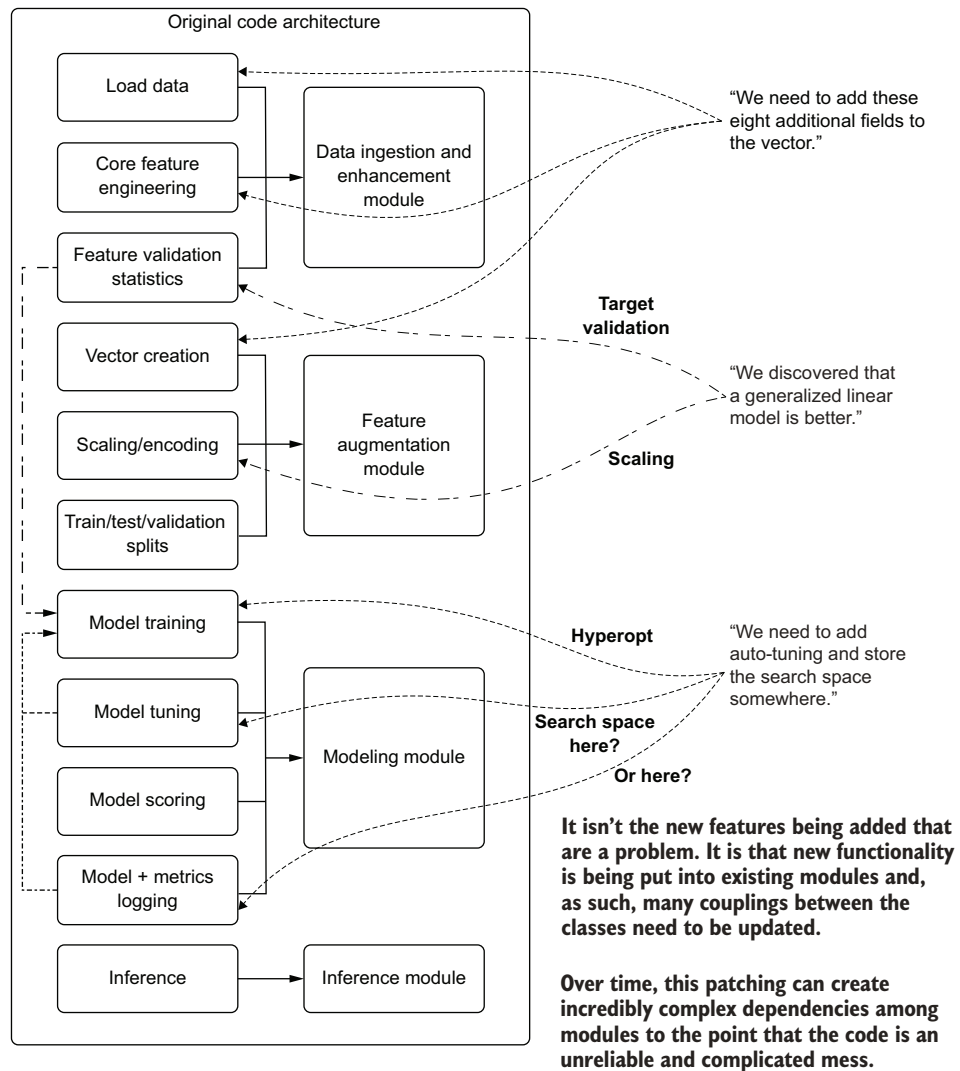 Original code architecture
Load data
Core feature
engineering
Feature validation
statistics
Data ingestion and
enhancement
module
Vector creation
Scaling/encoding
Train/test/validation
splits
Feature
augmentation
module
Model training
Model tuning
Model scoring
Model + metrics
logging
Modeling module
Inference
Inference module
“We need to add these
eight additional fields to
the vector.”
Target
validation
“We discovered that
a generalized linear
model is better.”
Scaling
Hyperopt
“We need to add
auto-tuning and store
the search space
somewhere.”
Search space
here?
Or here?
It isn’t the new features being added that
are a problem. It is that new functionality
is being put into existing modules and,
as such, many couplings between the
classes need to be updated.
Over time, this patching can create
incredibly complex dependencies among
modules to the point that the code is an
unreliable and complicated mess.